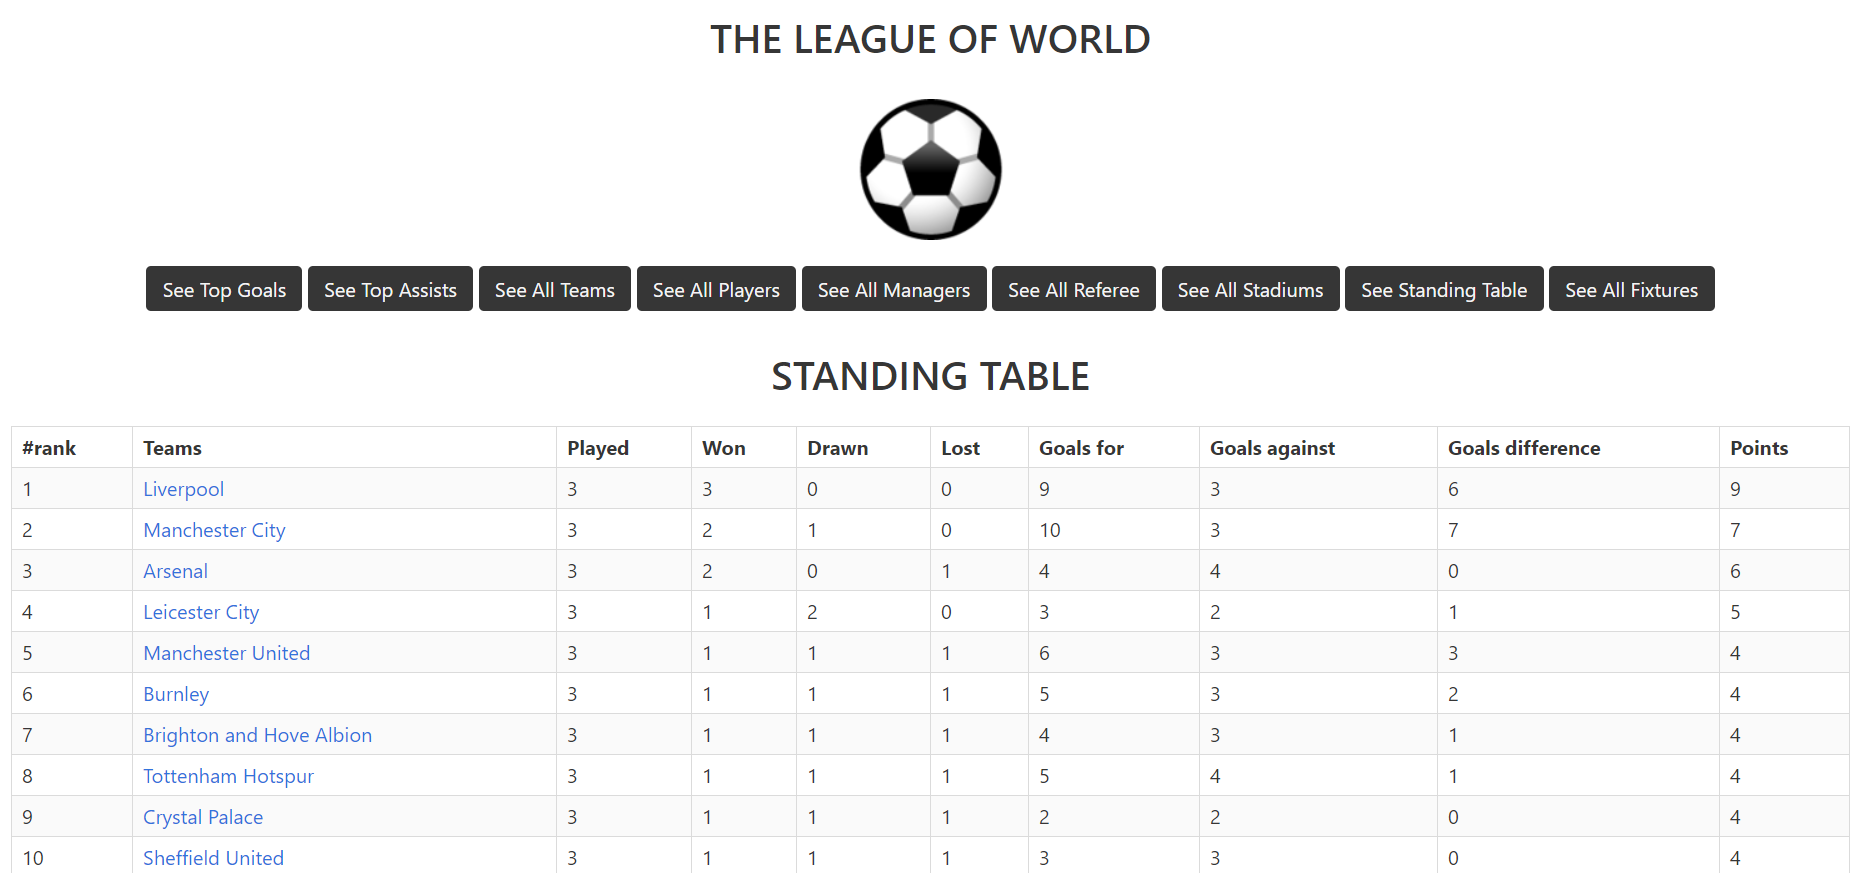 THE LEAGUE OF WORLD
See Top Goals See Top Assists See All Teams See All Players See All Managers See All Referee See All Stadiums See Standing Table See All Fixtures
STANDING TABLE
#rank Teams Played Won Drawn Lost Goals for Goals against Goals difference Points
1 Liverpool 3 3 0 0 9 3 6 9
2 Manchester City 3 2 1 0 10 3 7 7
3 Arsenal 3 2 0 1 4 4 0 6
4 Leicester City 3 1 2 0 3 2 1 5
5 Manchester United 3 1 1 1 6 3 3 4
6 Burnley 3 1 1 1 5 3 2 4
7 Brighton and Hove Albion 3 1 1 1 4 3 1 4
8 Tottenham Hotspur 3 1 1 1 5 4 1 4
9 Crystal Palace 3 1 1 1 2 2 0 4
10 Sheffield United 3 1 1 1 3 3 0 4